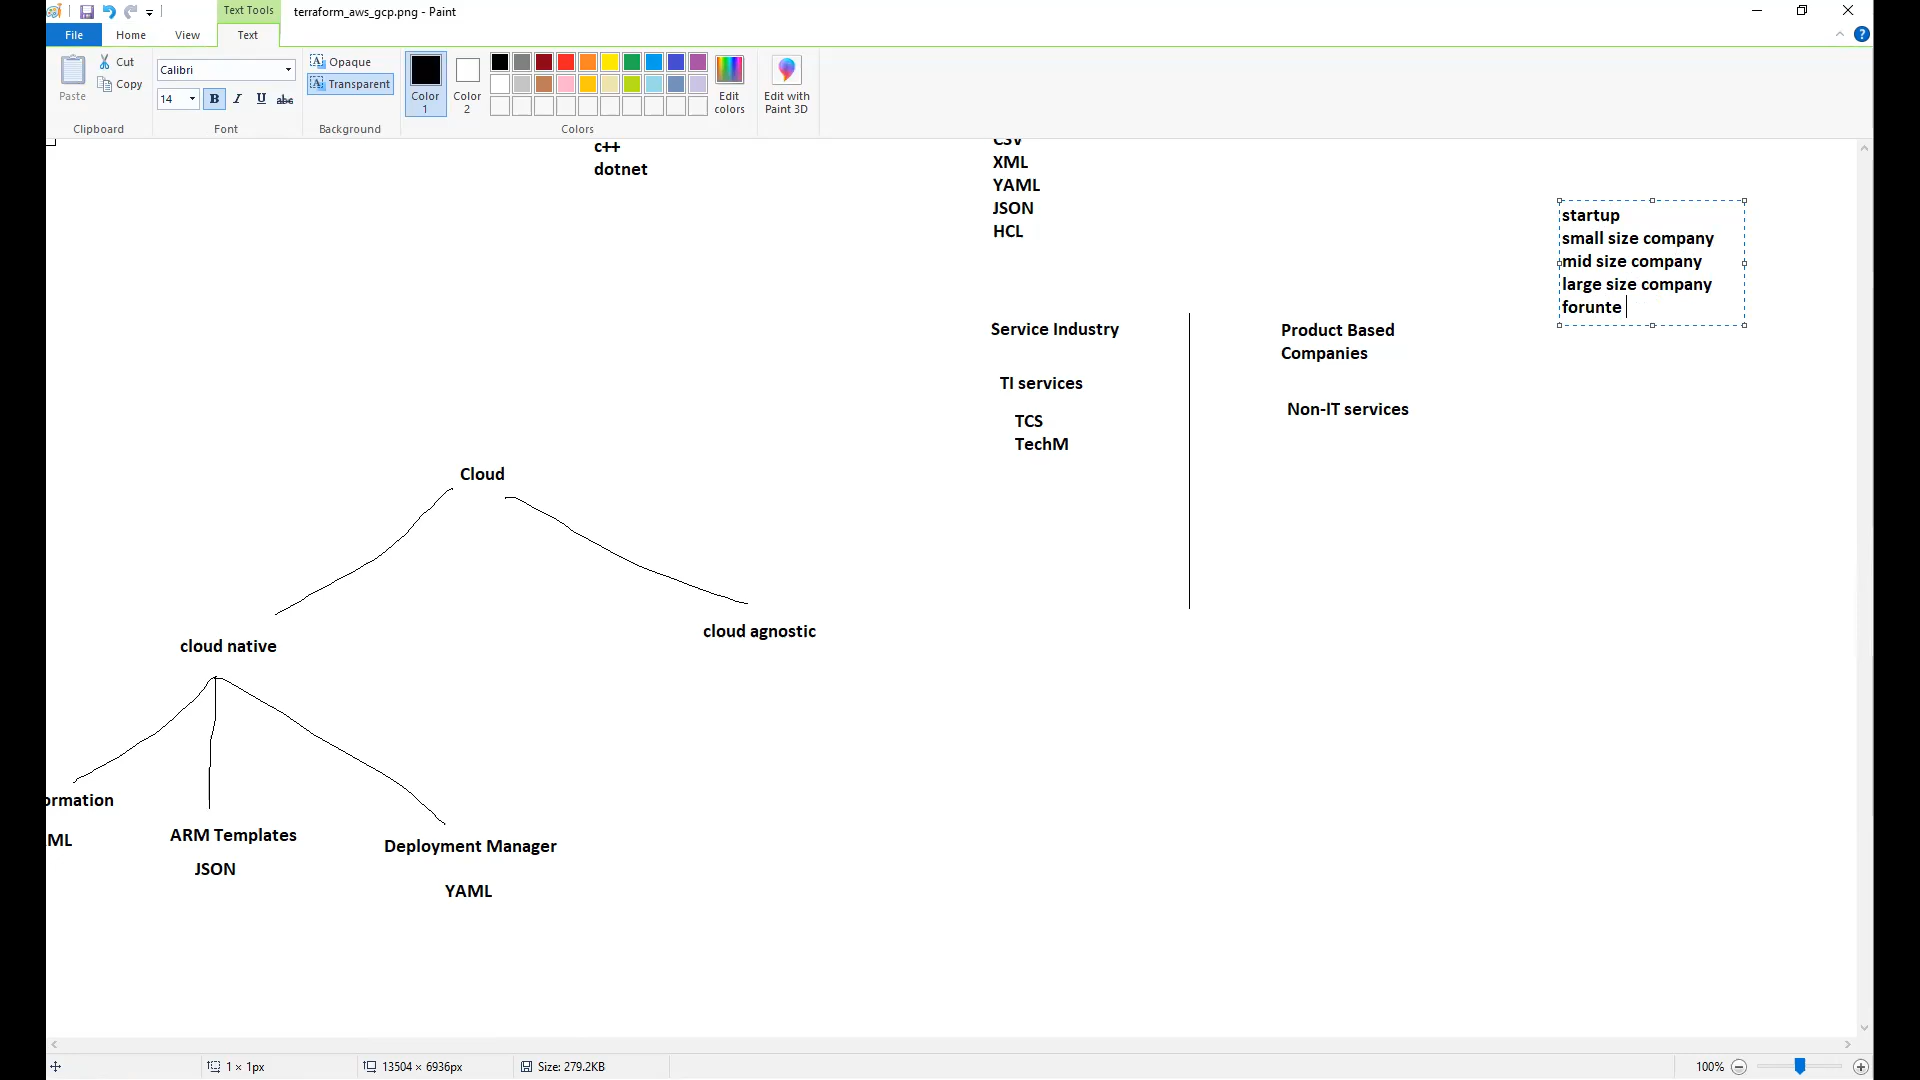 Text Tools
terraform_aws_gcp.png - Paint
File
Home
View
Text
Paste
Cut
Copy
Clipboard
Calibri
14
B
I
U
abc
Font
Opaque
Transparent
Background
Color
1
Color
2
Edit
colors
Colors
Edit with
Paint 3D
c++
dotnet
CSV
XML
YAML
JSON
HCL
startup
small size company
mid size company
large size company
forunte
Service Industry
Product Based
Companies
TI services
Non-IT services
TCS
TechM
Cloud
cloud native
cloud agnostic
ormation
ML
ARM Templates
JSON
Deployment Manager
YAML
1 × 1px
13504 × 6936px
Size: 279.2KB
100%